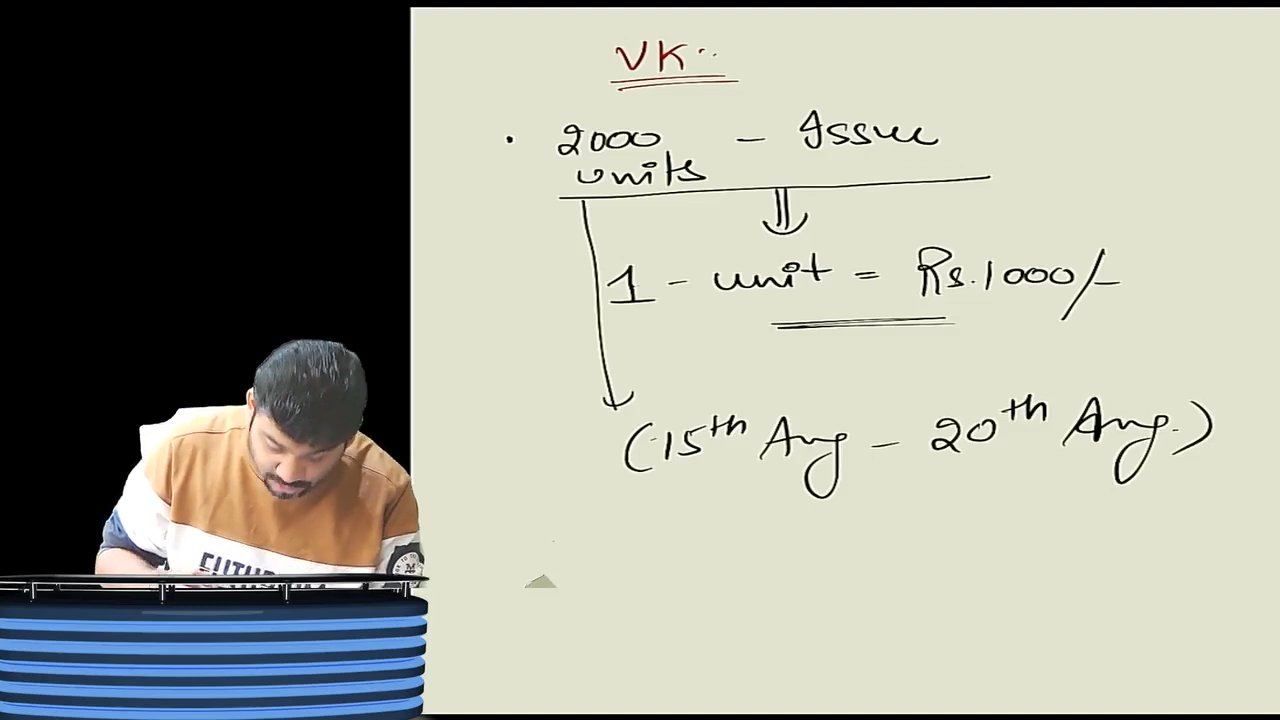 VK:
. 2000 - Issue
units
1 - unit = Rs.1000/-
(15th Aug - 20th Aug.)